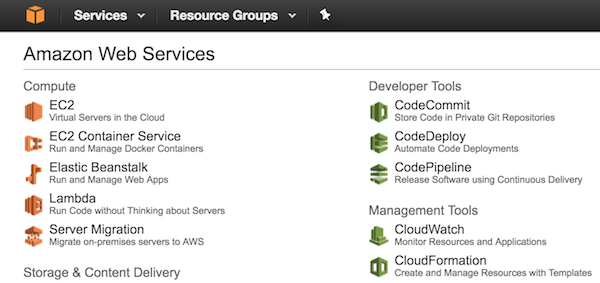 Services
Resource Groups
Amazon Web Services
Compute
EC2
Virtual Servers in the Cloud
EC2 Container Service
Run and Manage Docker Containers
Elastic Beanstalk
Run and Manage Web Apps
Lambda
Run Code without Thinking about Servers
Server Migration
Migrate on-premises servers to AWS
Storage & Content Delivery
Developer Tools
CodeCommit
Store Code in Private Git Repositories
CodeDeploy
Automate Code Deployments
CodePipeline
Release Software using Continuous Delivery
Management Tools
CloudWatch
Monitor Resources and Applications
CloudFormation
Create and Manage Resources with Templates